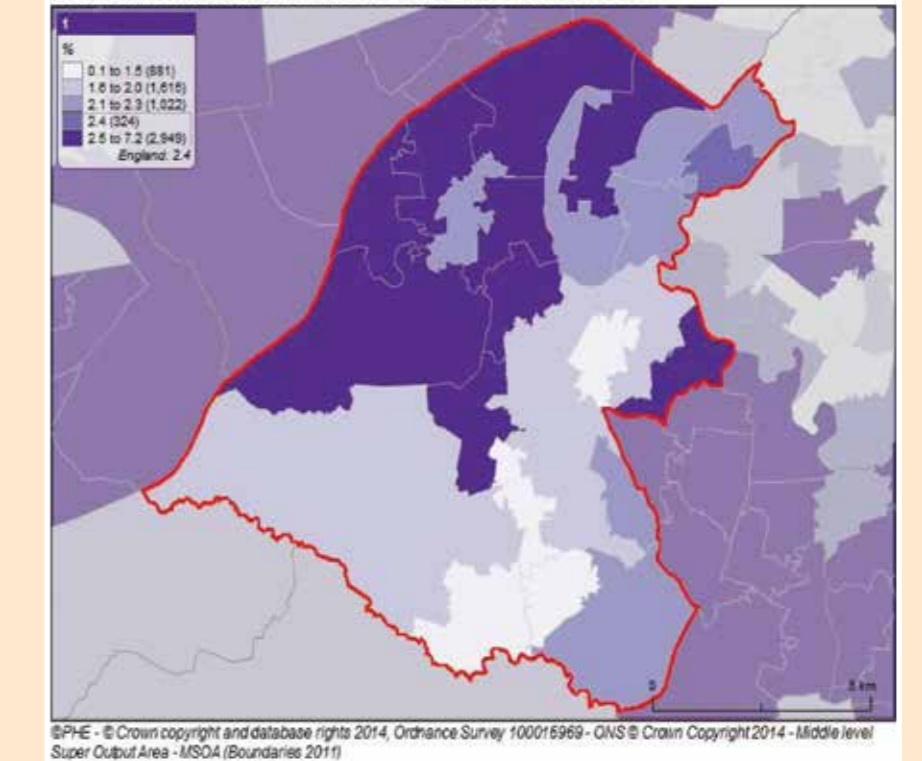 1
%
0.1 to 1.5 (881)
1.6 to 2.0 (1,616)
2.1 to 2.3 (1,022)
2.4 (324)
2.5 to 7.2 (2,948)
England: 2.4
0
5 km
©PHE - © Crown copyright and database rights 2014, Ordnance Survey 100016969 - ONS © Crown Copyright 2014 - Middle level
Super Output Area - MSOA (Boundaries 2011)